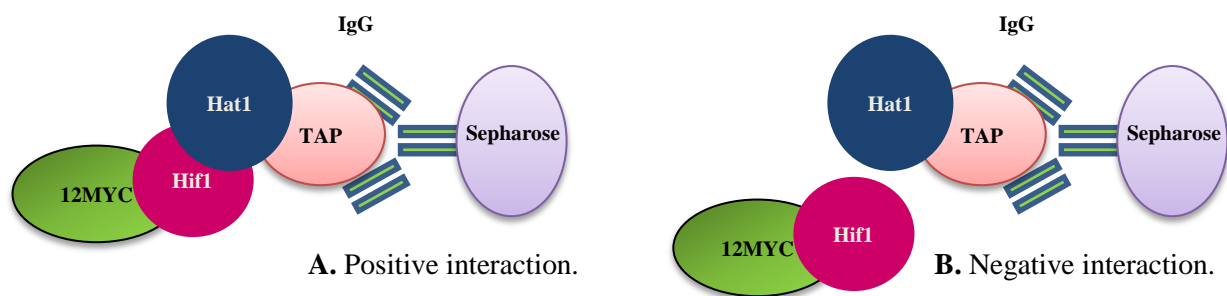 IgG
Hat1
TAP
Sepharose
12MYC
Hif1
A. Positive interaction.
IgG
Hat1
TAP
Sepharose
12MYC
Hif1
B. Negative interaction.